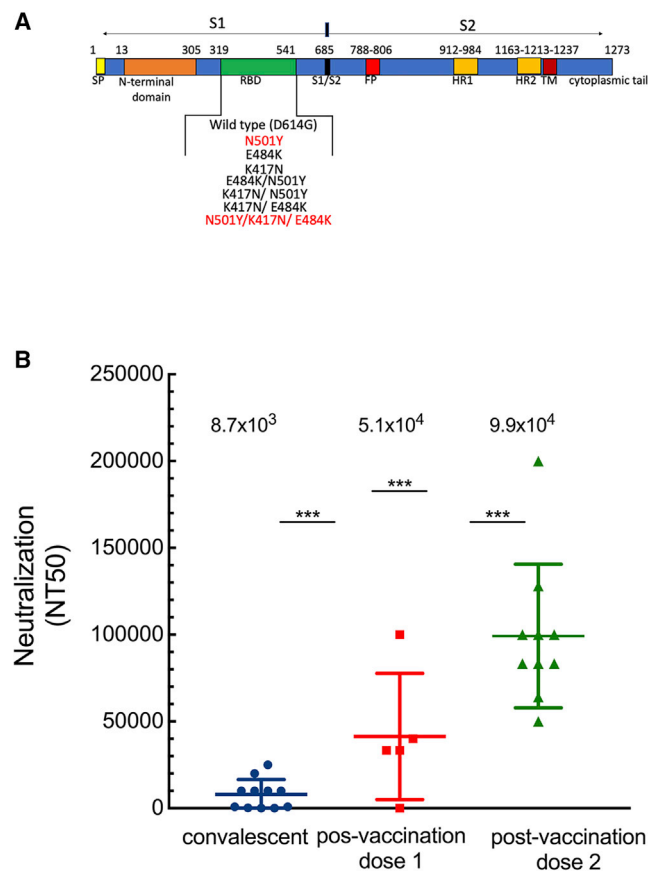 A
S1 S2
1 13 305 319 541 685 788-806 912-984 1163-1213-1237 1273
SP N-terminal domain RBD S1/S2 FP HR1 HR2 TM cytoplasmic tail
Wild type (D614G)
N501Y
E484K
K417N
E484K/N501Y
K417N/ N501Y
K417N/ E484K
N501Y/K417N/ E484K
B
Neutralization
(NT50)
250000
200000
150000
100000
50000
0
8.7x10³ 5.1x10⁴ 9.9x10⁴
*** *** ***
convalescent pos-vaccination dose 1 post-vaccination dose 2